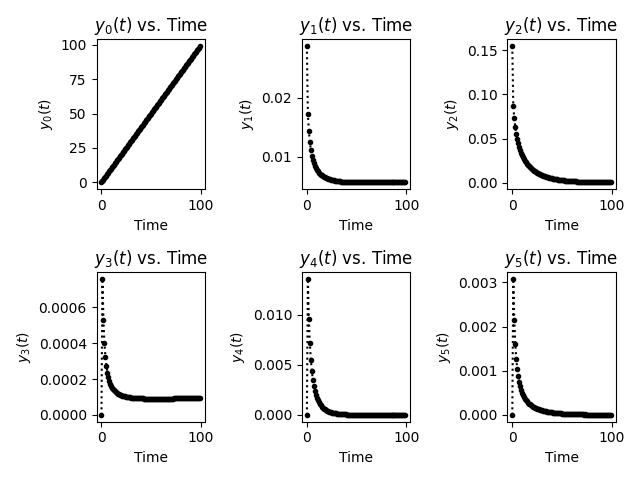 y₀(t) vs. Time
y₀(t)
100
75
50
25
0
0
100
Time
y₁(t) vs. Time
y₁(t)
0.02
0.01
0
100
Time
y₂(t) vs. Time
y₂(t)
0.15
0.10
0.05
0.00
0
100
Time
y₃(t) vs. Time
y₃(t)
0.0006
0.0004
0.0002
0.0000
0
100
Time
y₄(t) vs. Time
y₄(t)
0.010
0.005
0.000
0
100
Time
y₅(t) vs. Time
y₅(t)
0.003
0.002
0.001
0.000
0
100
Time